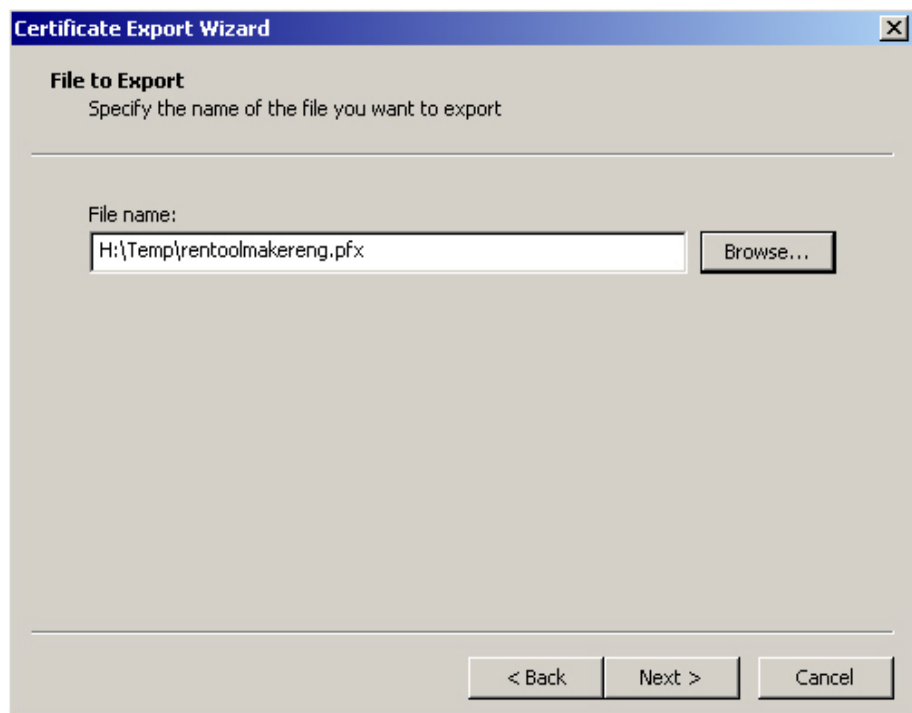 Certificate Export Wizard
File to Export
Specify the name of the file you want to export
File name:
H:\Temp\rentoolmakereng.pfx
Browse...
< Back
Next >
Cancel